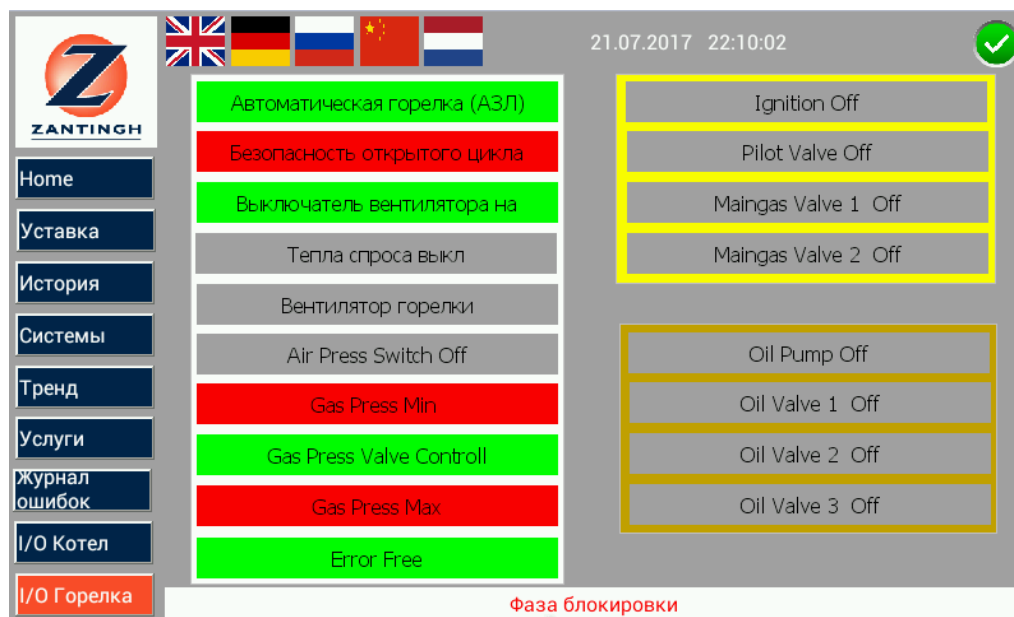 21.07.2017 22:10:02
ZANTINGH
Home
Уставка
История
Системы
Тренд
Услуги
Журнал
ошибок
I/O Котел
I/O Горелка
Автоматическая горелка (АЗЛ)
Безопасность открытого цикла
Выключатель вентилятора на
Тепла спроса выкл
Вентилятор горелки
Air Press Switch Off
Gas Press Min
Gas Press Valve Controll
Gas Press Max
Error Free
Ignition Off
Pilot Valve Off
Maingas Valve 1 Off
Maingas Valve 2 Off
Oil Pump Off
Oil Valve 1 Off
Oil Valve 2 Off
Oil Valve 3 Off
Фаза блокировки